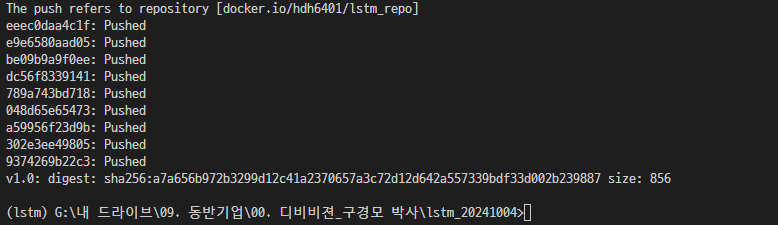 The push refers to repository [docker.io/hdh6401/lstm_repo]
eeec0daa4c1f: Pushed
e9e6580aad05: Pushed
be09b9a9f0ee: Pushed
dc56f8339141: Pushed
789a743bd718: Pushed
048d65e65473: Pushed
a59956f23d9b: Pushed
302e3ee49805: Pushed
9374269b22c3: Pushed
v1.0: digest: sha256:a7a656b972b3299d12c41a2370657a3c72d12d642a557339bdf33d002b239887 size: 856
(lstm) G:\내 드라이브\09. 동반기업\00. 디비비젼_구경모 박사\lstm_20241004>